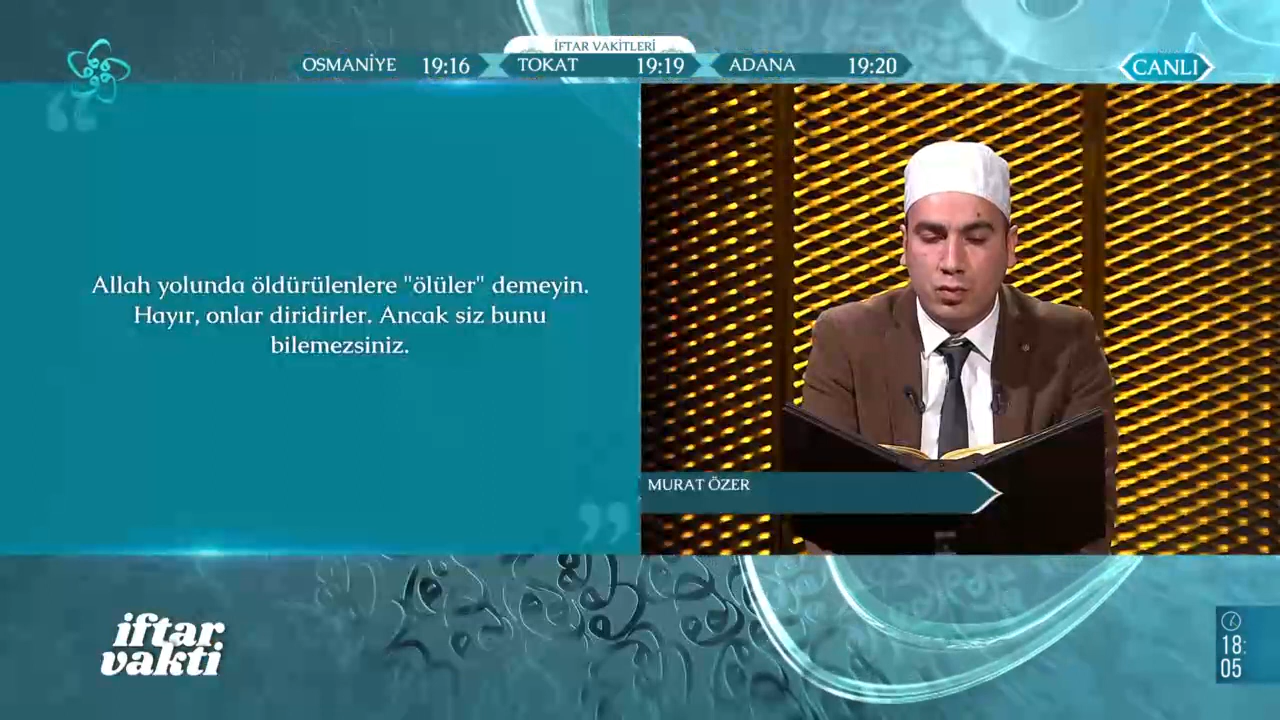 İFTAR VAKİTLERİ
OSMANİYE 19:16 TOKAT 19:19 ADANA 19:20
CANLI
Allah yolunda öldürülenlere "ölüler" demeyin.
Hayır, onlar diridirler. Ancak siz bunu
bilemezsiniz.
MURAT ÖZER
iftar
vakti
18:
05